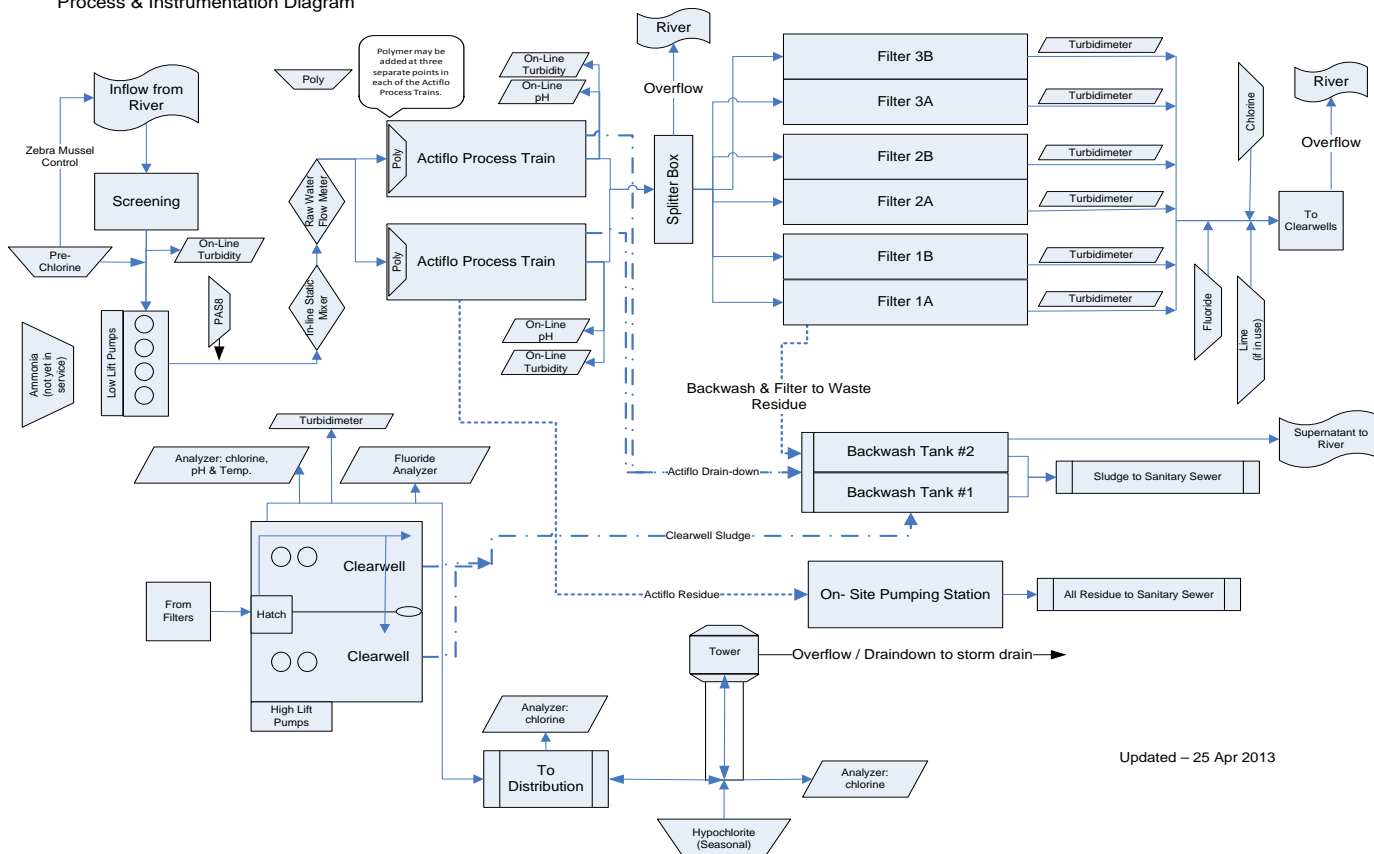 Process & Instrumentation Diagram
Polymer may be
added at three
separate points in
each of the Actiflo
Process Trains.
Poly
On-Line
Turbidity
On-Line
pH
River
Overflow
Inflow from
River
Zebra Mussel
Control
Screening
Pre-
Chlorine
On-Line
Turbidity
PAS8
Low Lift Pumps
Ammonia
(not yet in
service)
In-line Static
Mixer
Raw Water
Flow Meter
Poly
Actiflo Process Train
Poly
Actiflo Process Train
On-Line
pH
On-Line
Turbidity
Splitter Box
Filter 3B
Filter 3A
Filter 2B
Filter 2A
Filter 1B
Filter 1A
Turbidimeter
Turbidimeter
Turbidimeter
Turbidimeter
Turbidimeter
Turbidimeter
Chlorine
River
Overflow
To
Clearwells
Fluoride
Lime
(if in use)
Backwash & Filter to Waste
Residue
Backwash Tank #2
Backwash Tank #1
Supernatant to
River
Sludge to Sanitary Sewer
Actiflo Drain-down
Turbidimeter
Analyzer: chlorine,
pH & Temp.
Fluoride
Analyzer
Clearwell Sludge
Clearwell
From
Filters
Hatch
Clearwell
High Lift
Pumps
Actiflo Residue
On- Site Pumping Station
All Residue to Sanitary Sewer
Tower
Overflow / Draindown to storm drain
Analyzer:
chlorine
To
Distribution
Analyzer:
chlorine
Hypochlorite
(Seasonal)
Updated – 25 Apr 2013